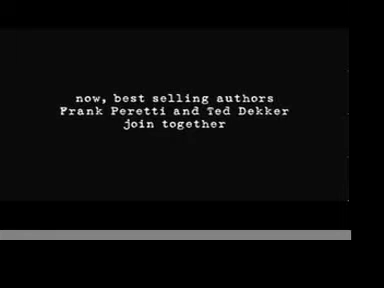 now, best selling authors
Frank Peretti and Ted Dekker
join together